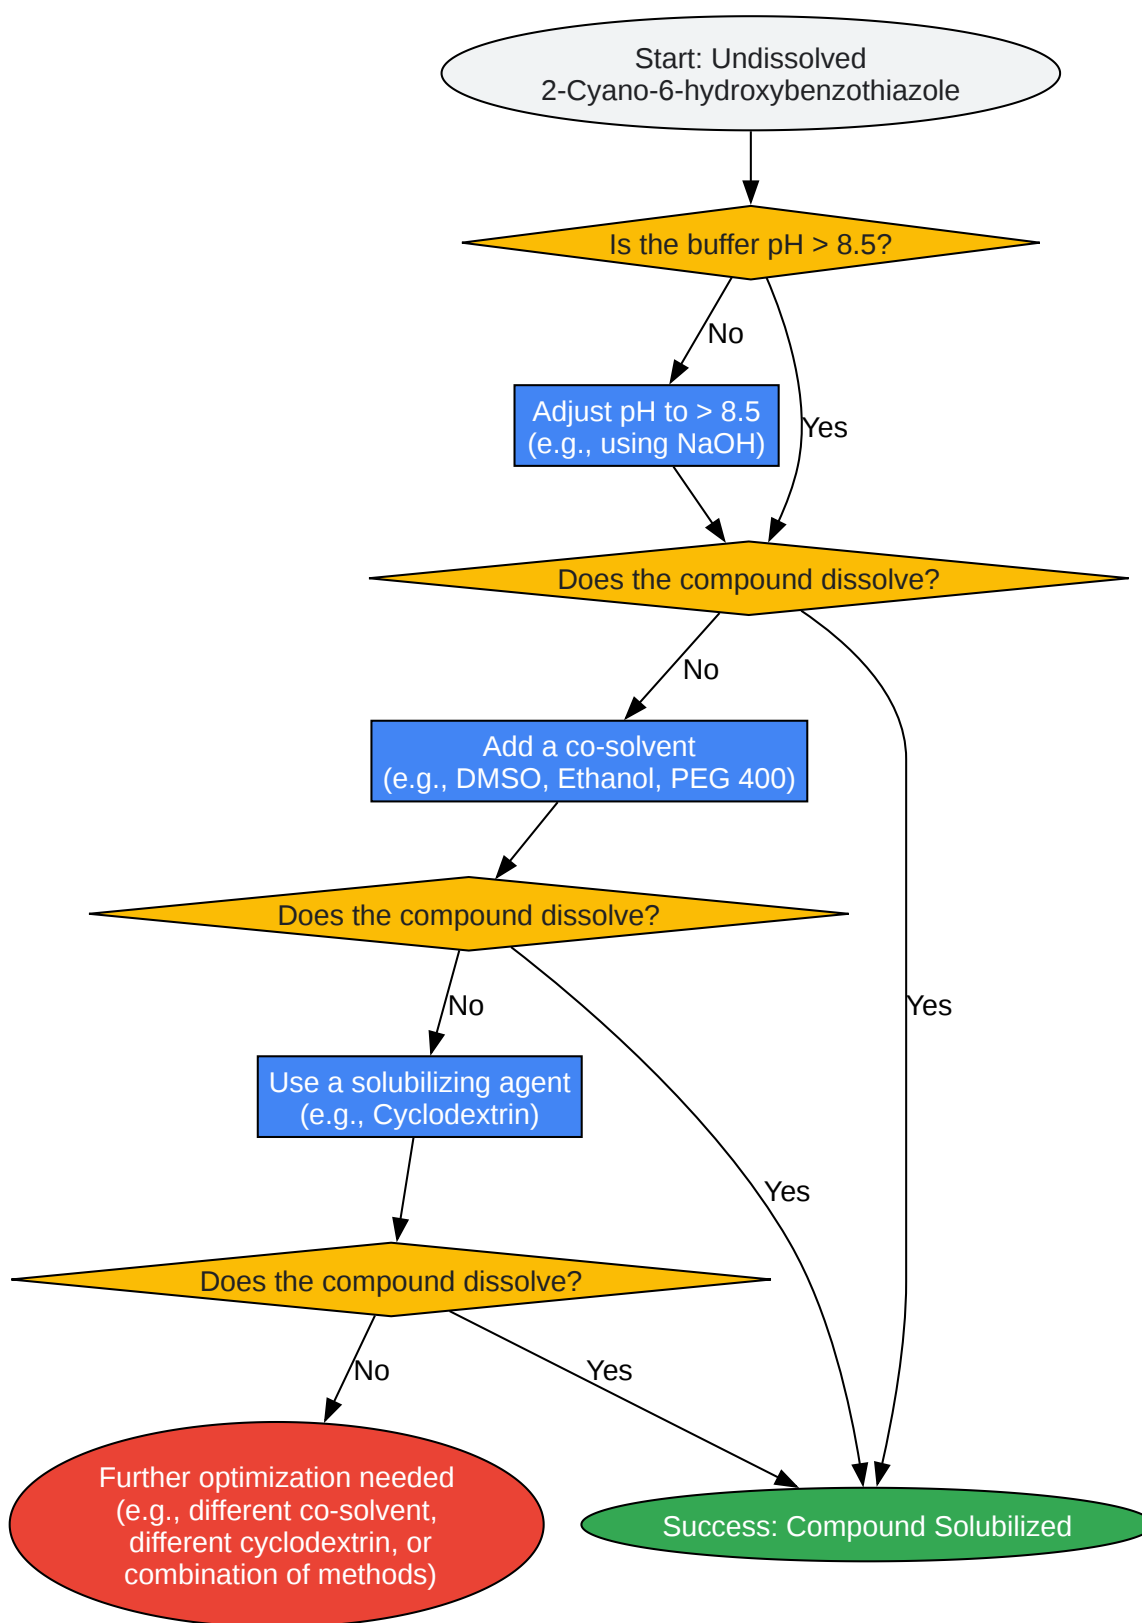 Start: Undissolved
2-Cyano-6-hydroxybenzothiazole
Is the buffer pH > 8.5?
No
Adjust pH to > 8.5
(e.g., using NaOH)
Yes
Does the compound dissolve?
No
Add a co-solvent
(e.g., DMSO, Ethanol, PEG 400)
Does the compound dissolve?
No
Yes
Use a solubilizing agent
(e.g., Cyclodextrin)
Yes
Does the compound dissolve?
No
Yes
Further optimization needed
(e.g., different co-solvent,
different cyclodextrin, or
combination of methods)
Success: Compound Solubilized